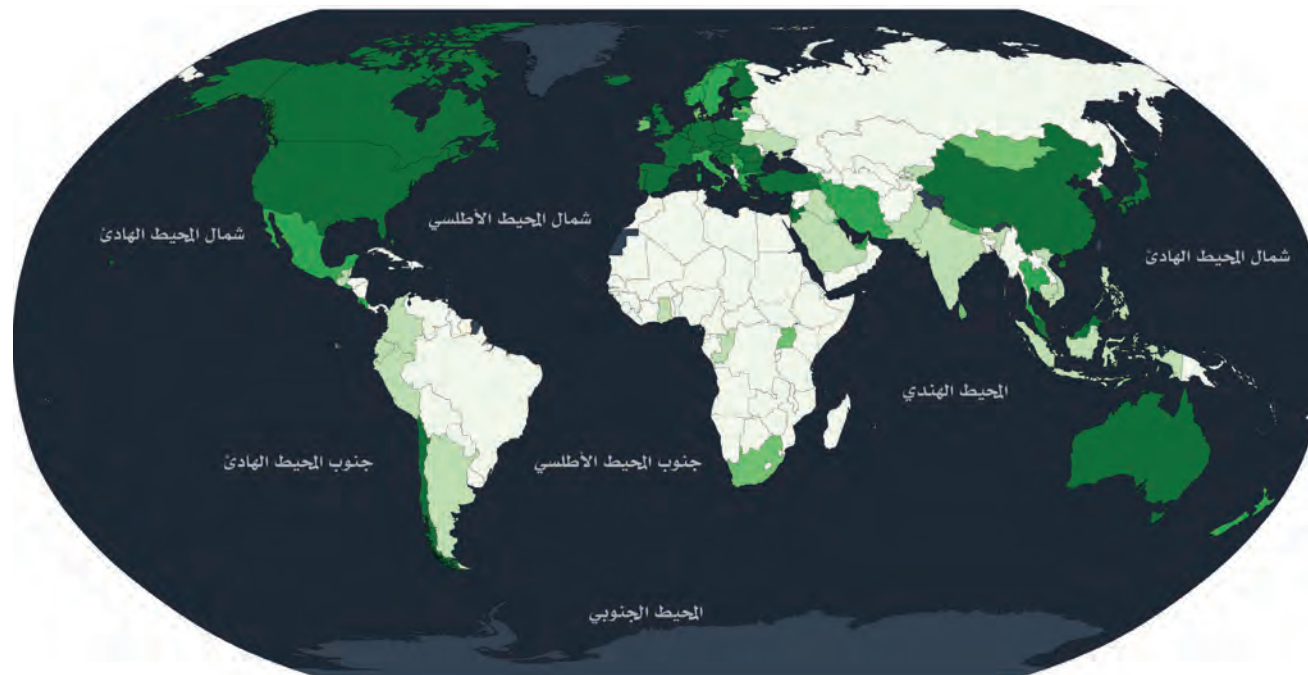 شمال المحيط الأطلسي
شمال المحيط الهادئ
شمال المحيط الهادئ
المحيط الهندي
جنوب المحيط الأطلسي
جنوب المحيط الهادئ
المحيط الجنوبي